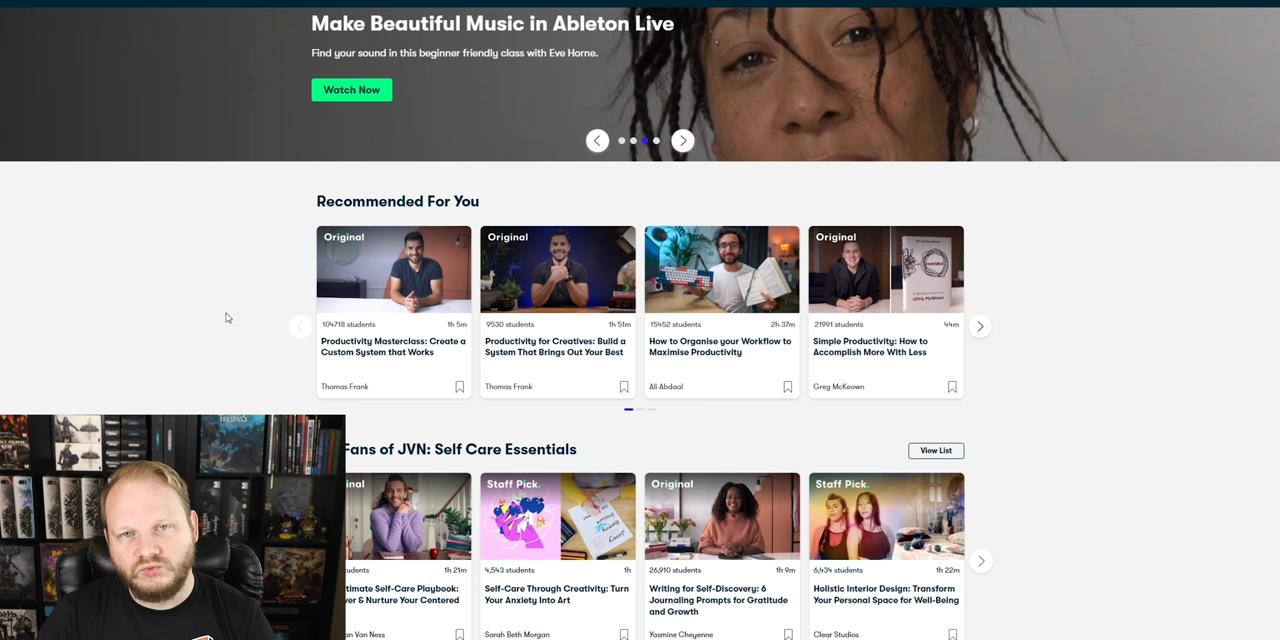 Make Beautiful Music in Ableton Live
Find your sound in this beginner friendly class with Eve Horne.
Watch Now
Recommended For You
Original
Original
Original
104718 students 1h 5m
9530 students 1h 51m
15452 students 2h 37m
21991 students 44m
Productivity Masterclass: Create a
Custom System that Works
Productivity for Creatives: Build a
System That Brings Out Your Best
How to Organise your Workflow to
Maximise Productivity
Simple Productivity: How to
Accomplish More With Less
Thomas Frank
Thomas Frank
Ali Abdaal
Greg McKeown
TRESPASS
Fans of JVN: Self Care Essentials
View List
inal
Staff Pick.
Original
Staff Pick.
udents 1h 21m
4,543 students 1h
26,910 students 1h 9m
6,434 students 1h 22m
timate Self-Care Playbook:
ver & Nurture Your Centered
Self-Care Through Creativity: Turn
Your Anxiety Into Art
Writing for Self-Discovery: 6
Journaling Prompts for Gratitude
and Growth
Holistic Interior Design: Transform
Your Personal Space for Well-Being
an Van Ness
Sarah Beth Morgan
Yasmine Cheyenne
Clear Studios